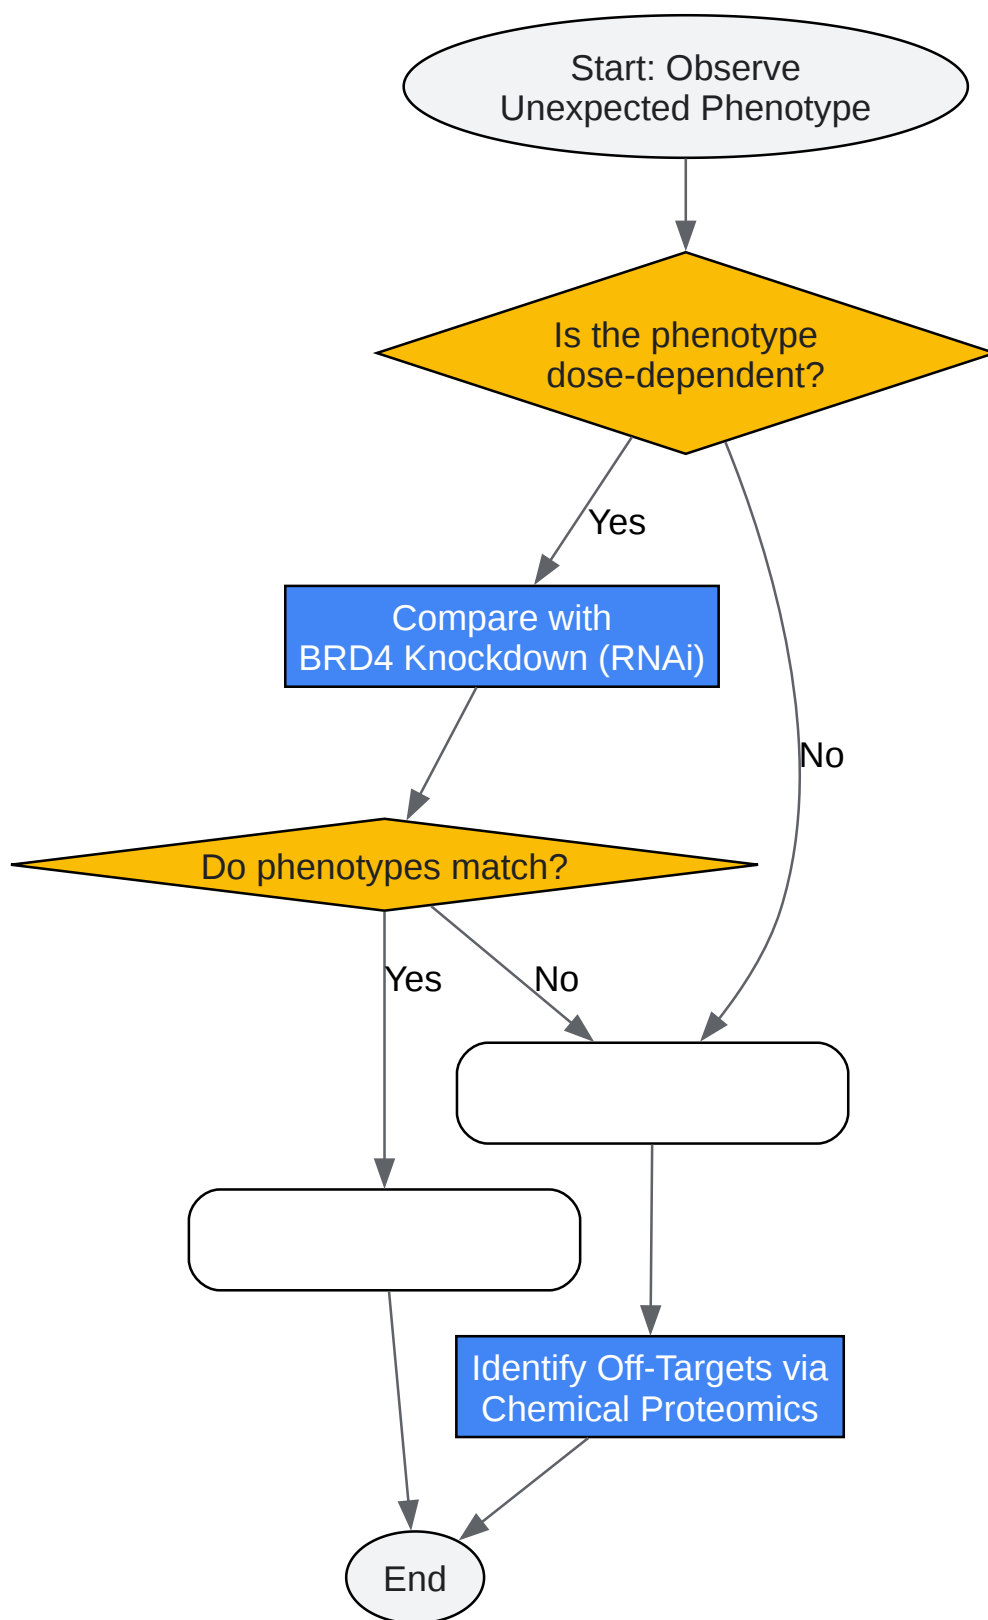 Start: Observe
Unexpected Phenotype
Is the phenotype
dose-dependent?
Yes
Compare with
BRD4 Knockdown (RNAi)
No
Do phenotypes match?
Yes
No
Identify Off-Targets via
Chemical Proteomics
End